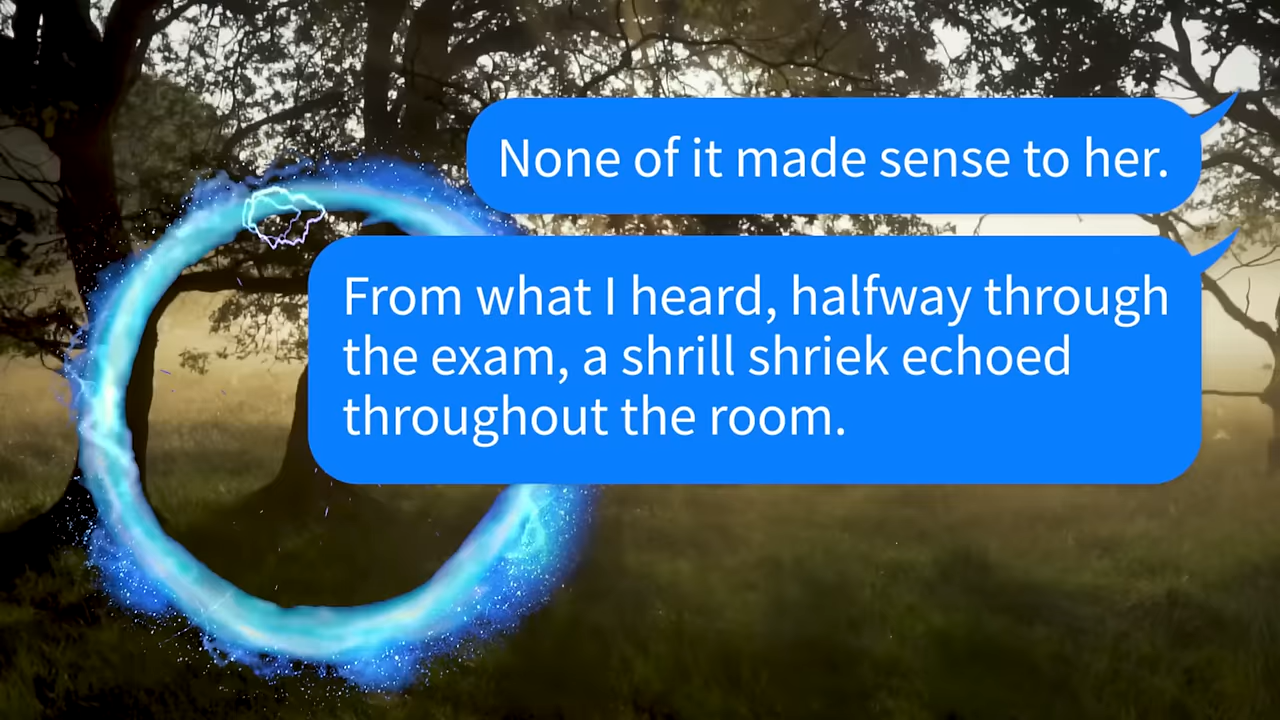 None of it made sense to her.
From what I heard, halfway through
the exam, a shrill shriek echoed
throughout the room.